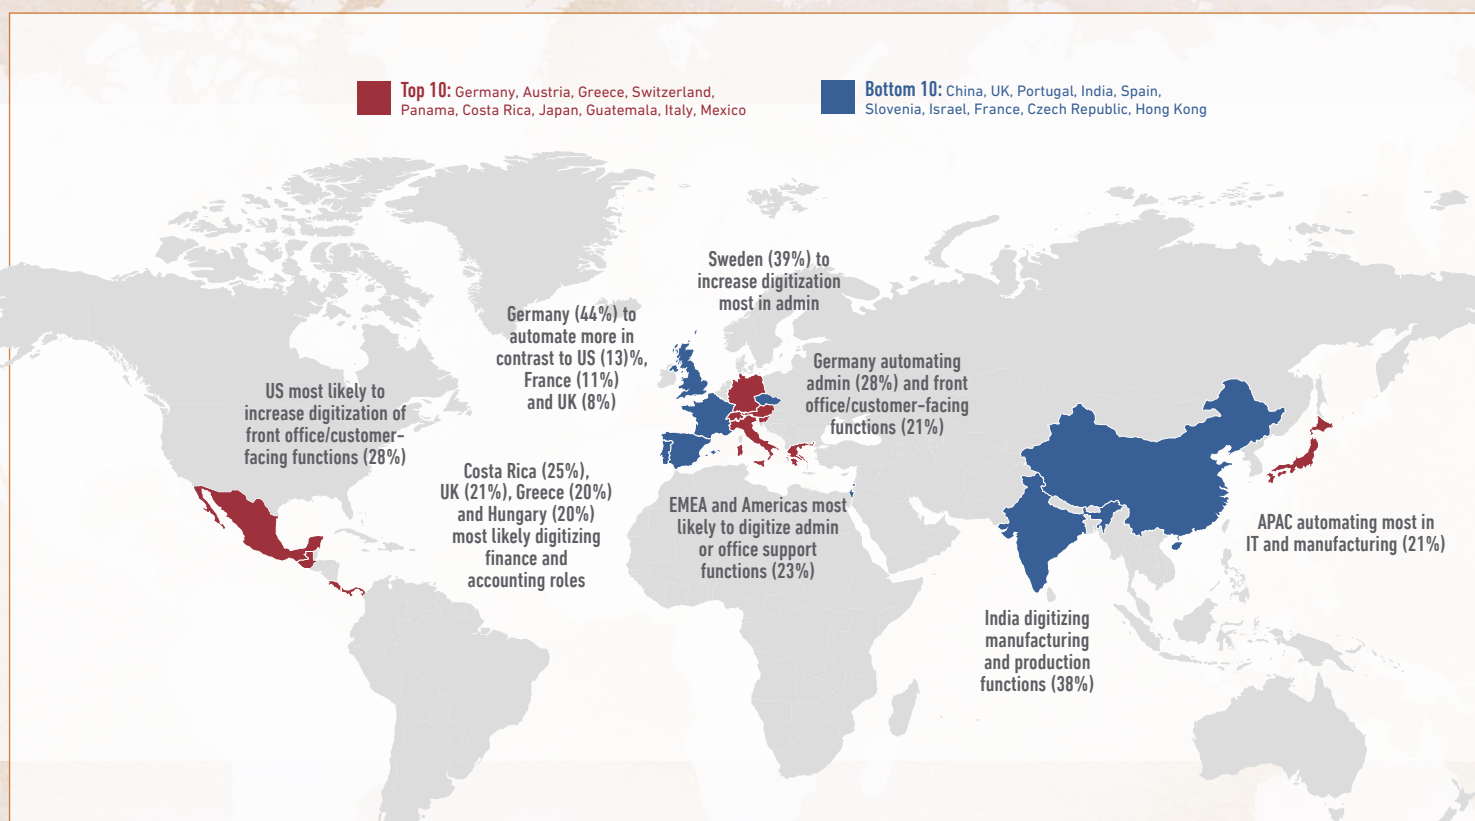 Top 10: Germany, Austria, Greece, Switzerland,
Panama, Costa Rica, Japan, Guatemala, Italy, Mexico
Bottom 10: China, UK, Portugal, India, Spain,
Slovenia, Israel, France, Czech Republic, Hong Kong
Sweden (39%) to
increase digitization
most in admin
Germany (44%) to
automate more in
contrast to US (13)%,
France (11%)
and UK (8%)
Germany automating
admin (28%) and front
office/customer-facing
functions (21%)
US most likely to
increase digitization of
front office/customer-
facing functions (28%)
Costa Rica (25%),
UK (21%), Greece (20%)
and Hungary (20%)
most likely digitizing
finance and
accounting roles
EMEA and Americas most
likely to digitize admin
or office support
functions (23%)
APAC automating most in
IT and manufacturing (21%)
India digitizing
manufacturing
and production
functions (38%)